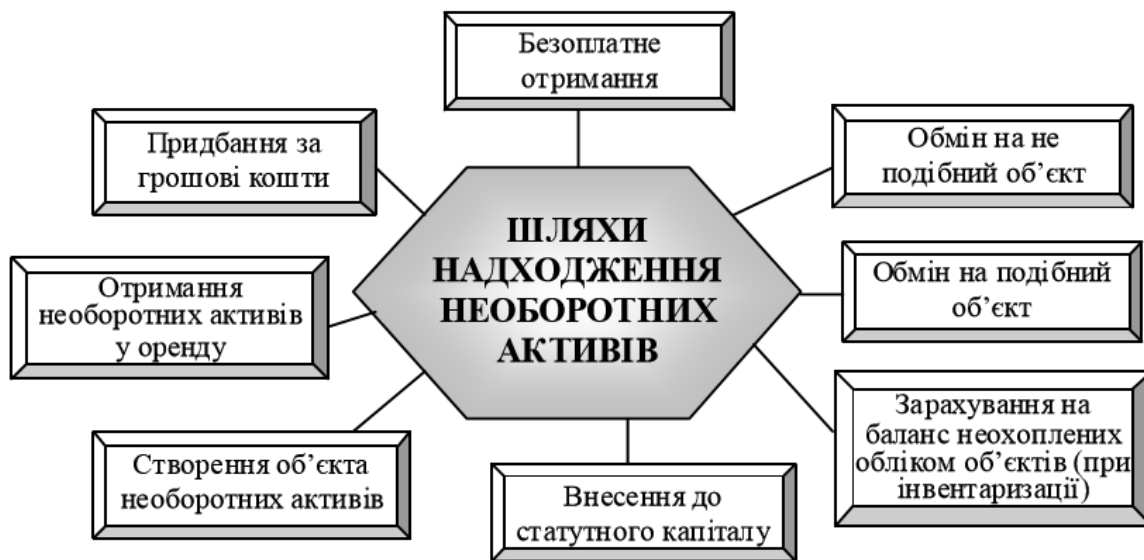 Безоплатне
отримання
Придбання за
грошові кошти
Обмін на не
подібний об’єкт
ШЛЯХИ
НАДХОДЖЕННЯ
НЕОБОРОТНИХ
АКТИВІВ
Отримання
необоротних активів
у оренду
Обмін на подібний
об’єкт
Створення об’єкта
необоротних активів
Внесення до
статутного капіталу
Зарахування на
баланс неохоплених
обліком об’єктів (при
інвентаризації)